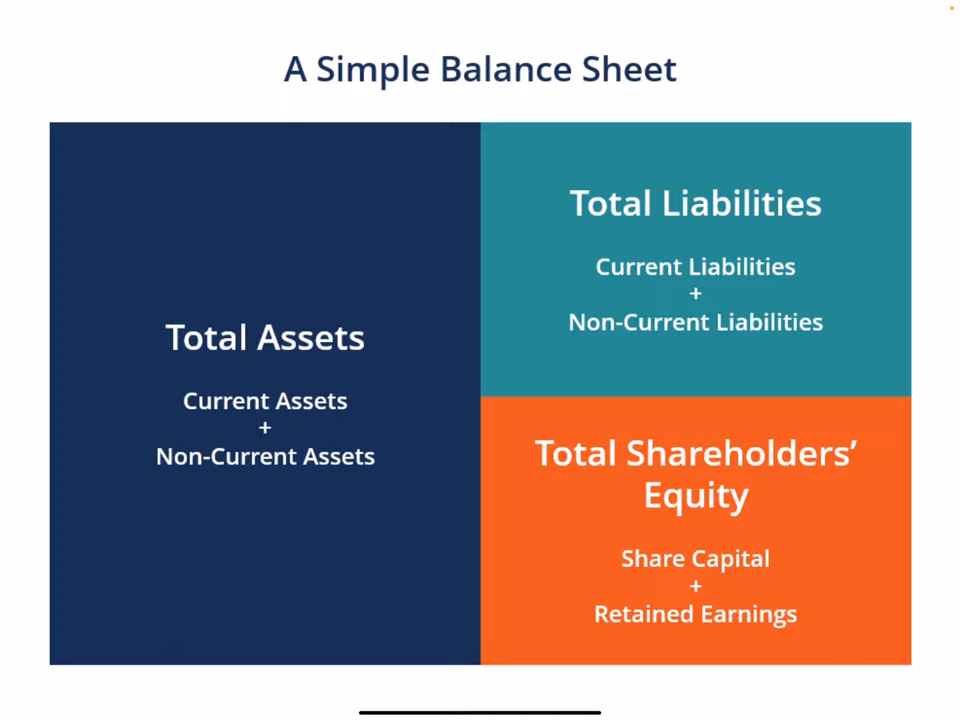 A Simple Balance Sheet
Total Assets
Current Assets
+
Non-Current Assets
Total Liabilities
Current Liabilities
+
Non-Current Liabilities
Total Shareholders’
Equity
Share Capital
+
Retained Earnings